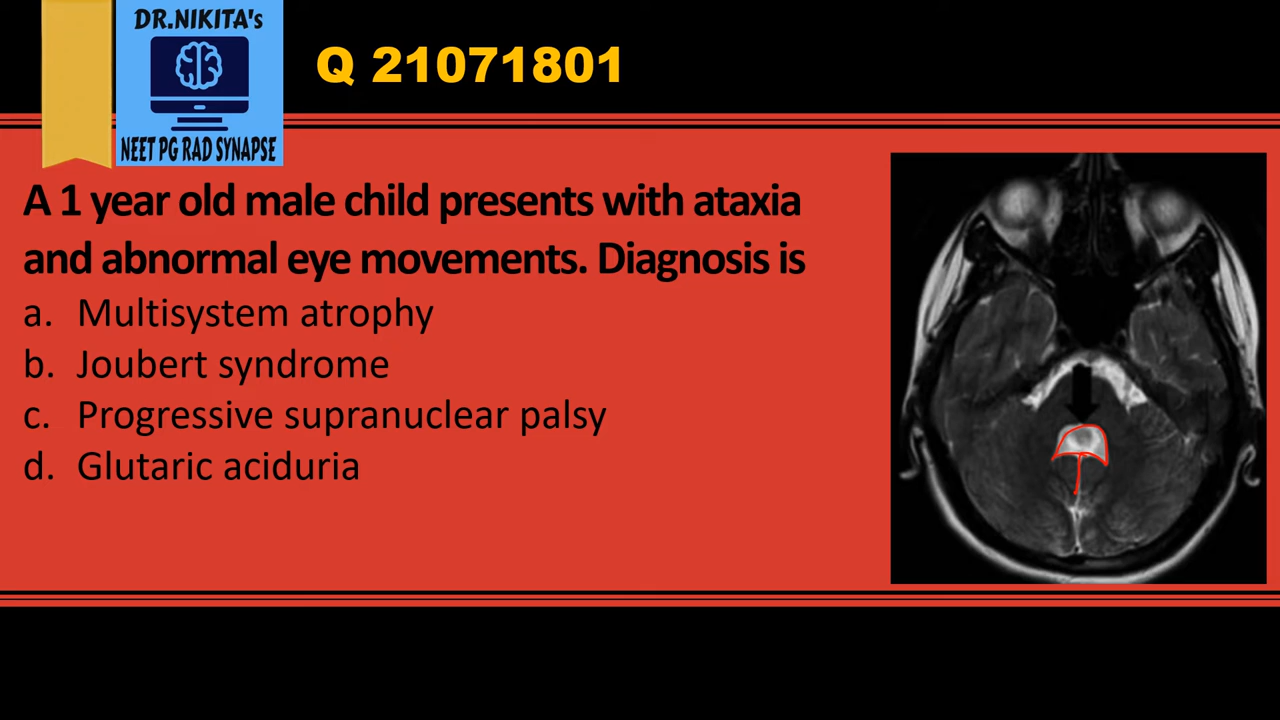 DR.NIKITA's
NEET PG RAD SYNAPSE
Q 21071801
A 1 year old male child presents with ataxia
and abnormal eye movements. Diagnosis is
a. Multisystem atrophy
b. Joubert syndrome
c. Progressive supranuclear palsy
d. Glutaric aciduria